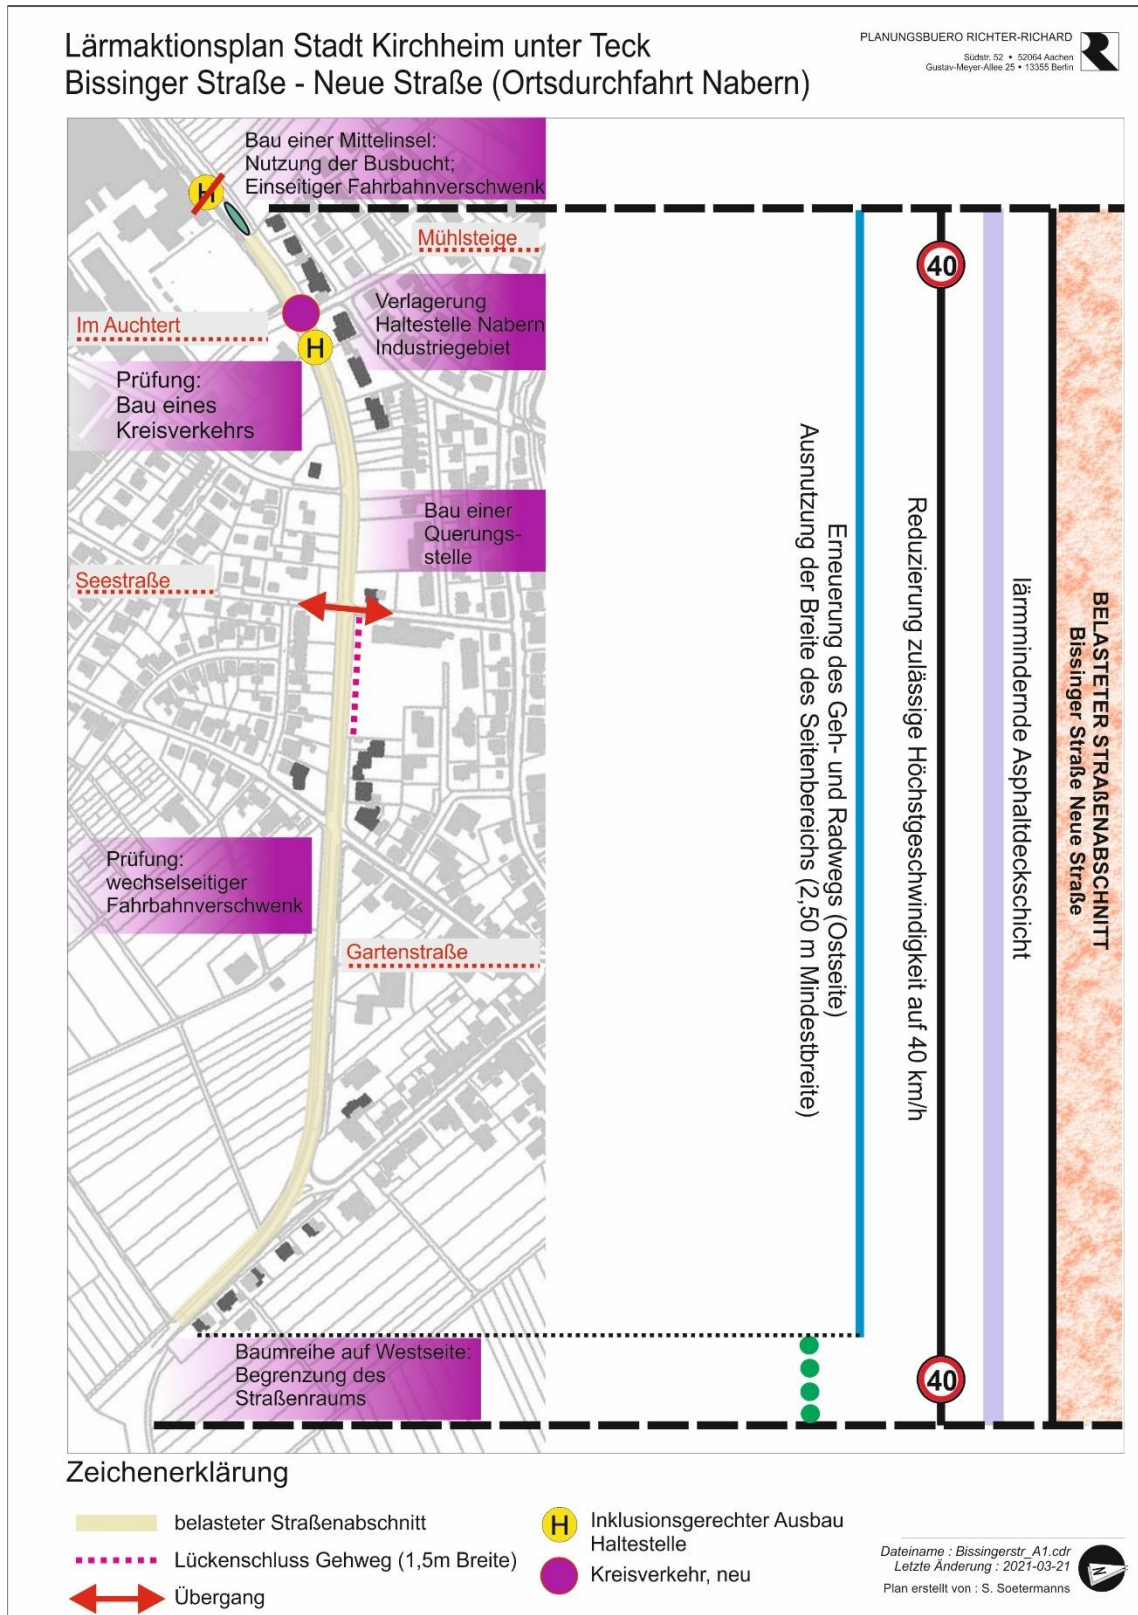 Lärmaktionsplan Stadt Kirchheim unter Teck
Bissinger Straße - Neue Straße (Ortsdurchfahrt Nabern)
PLANUNGSBUERO RICHTER-RICHARD
Südstr. 52 • 52064 Aachen
Gustav-Meyer-Allee 25 • 13355 Berlin
Bau einer Mittelinsel:
Nutzung der Busbucht;
Einseitiger Fahrbahnverschwenk
H
Mühlsteige
40
Verlagerung
Haltestelle Nabern
Industriegebiet
Im Auchtert
H
Prüfung:
Bau eines
Kreisverkehrs
Bau einer
Querungs-
stelle
Seestraße
Prüfung:
wechselseitiger
Fahrbahnverschwenk
Gartenstraße
Erneuerung des Geh- und Radwegs (Ostseite)
Ausnutzung der Breite des Seitenbereichs (2,50 m Mindestbreite)
Reduzierung zulässige Höchstgeschwindigkeit auf 40 km/h
lärmmindernde Asphaltdeckschicht
BELASTETER STRAßENABSCHNITT
Bissinger Straße Neue Straße
Baumreihe auf Westseite:
Begrenzung des
Straßenraums
40
Zeichenerklärung
belasteter Straßenabschnitt
Lückenschluss Gehweg (1,5m Breite)
Übergang
H
Inklusionsgerechter Ausbau
Haltestelle
Kreisverkehr, neu
Dateiname : Bissingerstr_A1.cdr
Letzte Änderung : 2021-03-21
Plan erstellt von : S. Soetermanns
N